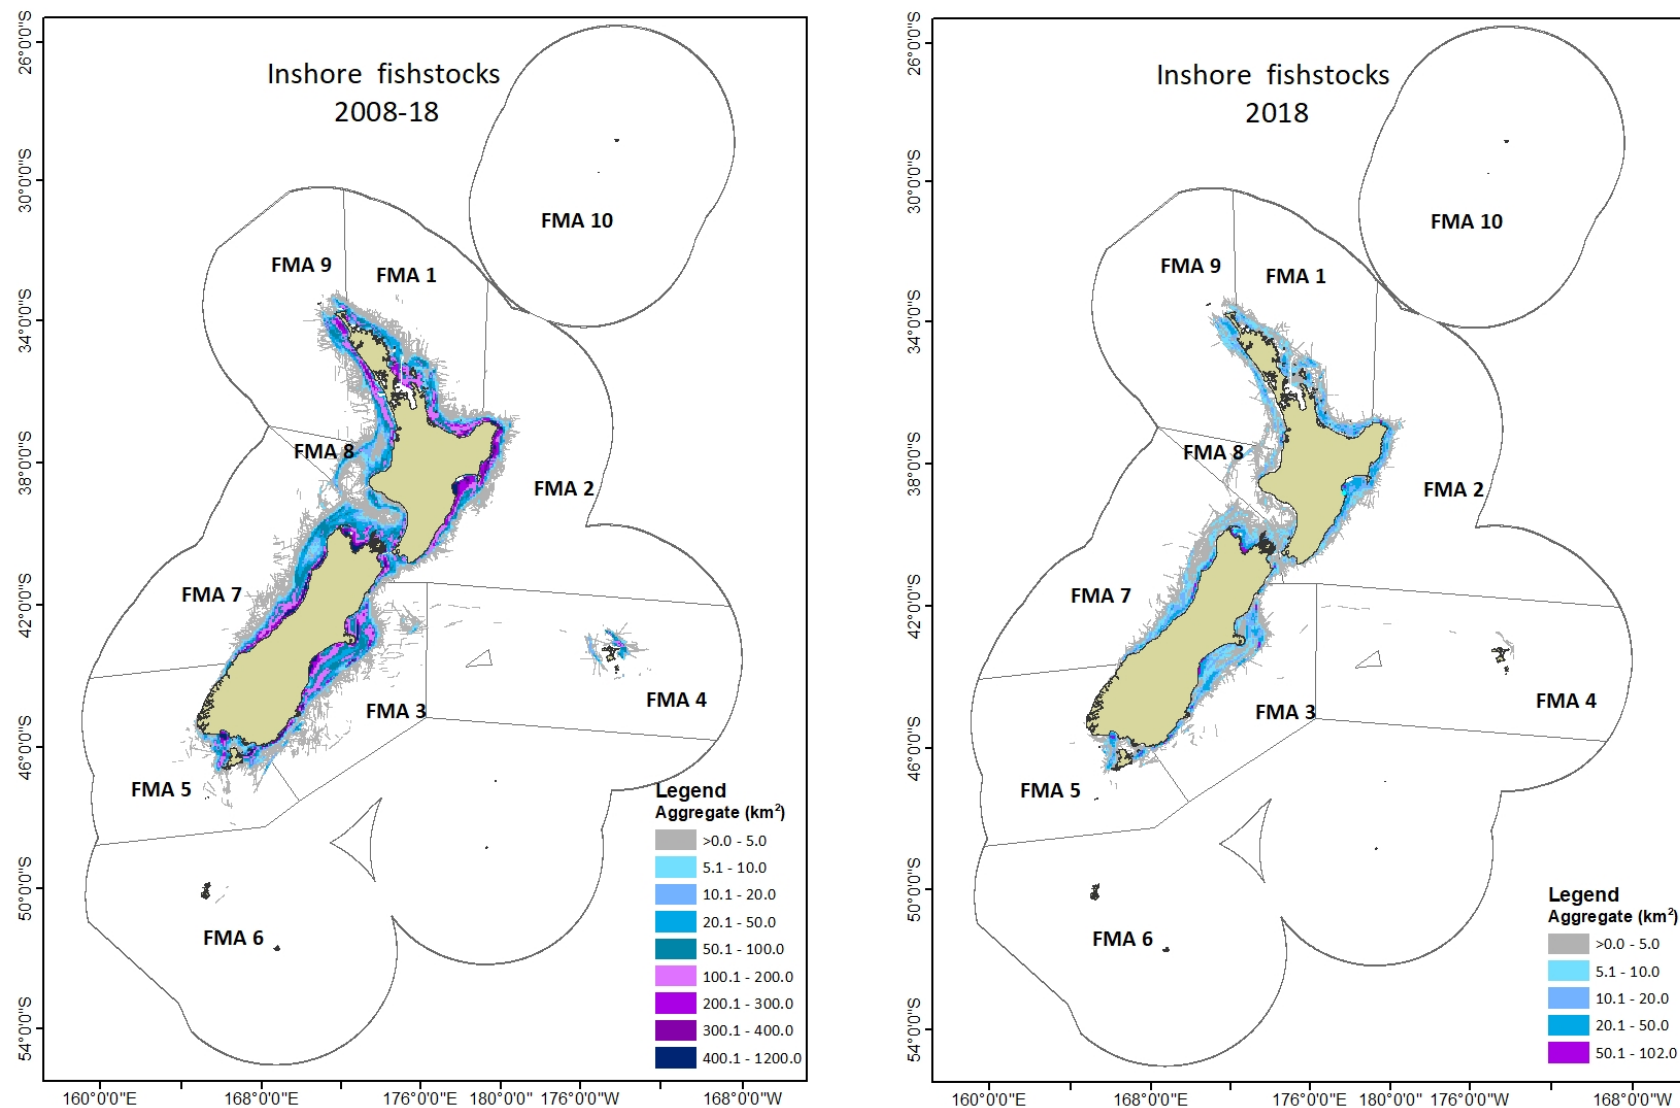 Inshore fishstocks
2008-18
26°0'0"S
30°0'0"S
34°0'0"S
38°0'0"S
42°0'0"S
46°0'0"S
50°0'0"S
54°0'0"S
FMA 10
FMA 9
FMA 1
FMA 8
FMA 2
FMA 7
FMA 4
FMA 3
FMA 5
FMA 6
Legend
Aggregate (km²)
>0.0 - 5.0
5.1 - 10.0
10.1 - 20.0
20.1 - 50.0
50.1 - 100.0
100.1 - 200.0
200.1 - 300.0
300.1 - 400.0
400.1 - 1200.0
160°0'0"E
168°0'0"E
176°0'0"E
180°0'0"
176°0'0"W
168°0'0"W
Inshore fishstocks
2018
26°0'0"S
30°0'0"S
34°0'0"S
38°0'0"S
42°0'0"S
46°0'0"S
50°0'0"S
54°0'0"S
FMA 10
FMA 9
FMA 1
FMA 8
FMA 2
FMA 7
FMA 4
FMA 3
FMA 5
FMA 6
Legend
Aggregate (km²)
>0.0 - 5.0
5.1 - 10.0
10.1 - 20.0
20.1 - 50.0
50.1 - 102.0
160°0'0"E
168°0'0"E
176°0'0"E
180°0'0"
176°0'0"W
168°0'0"W